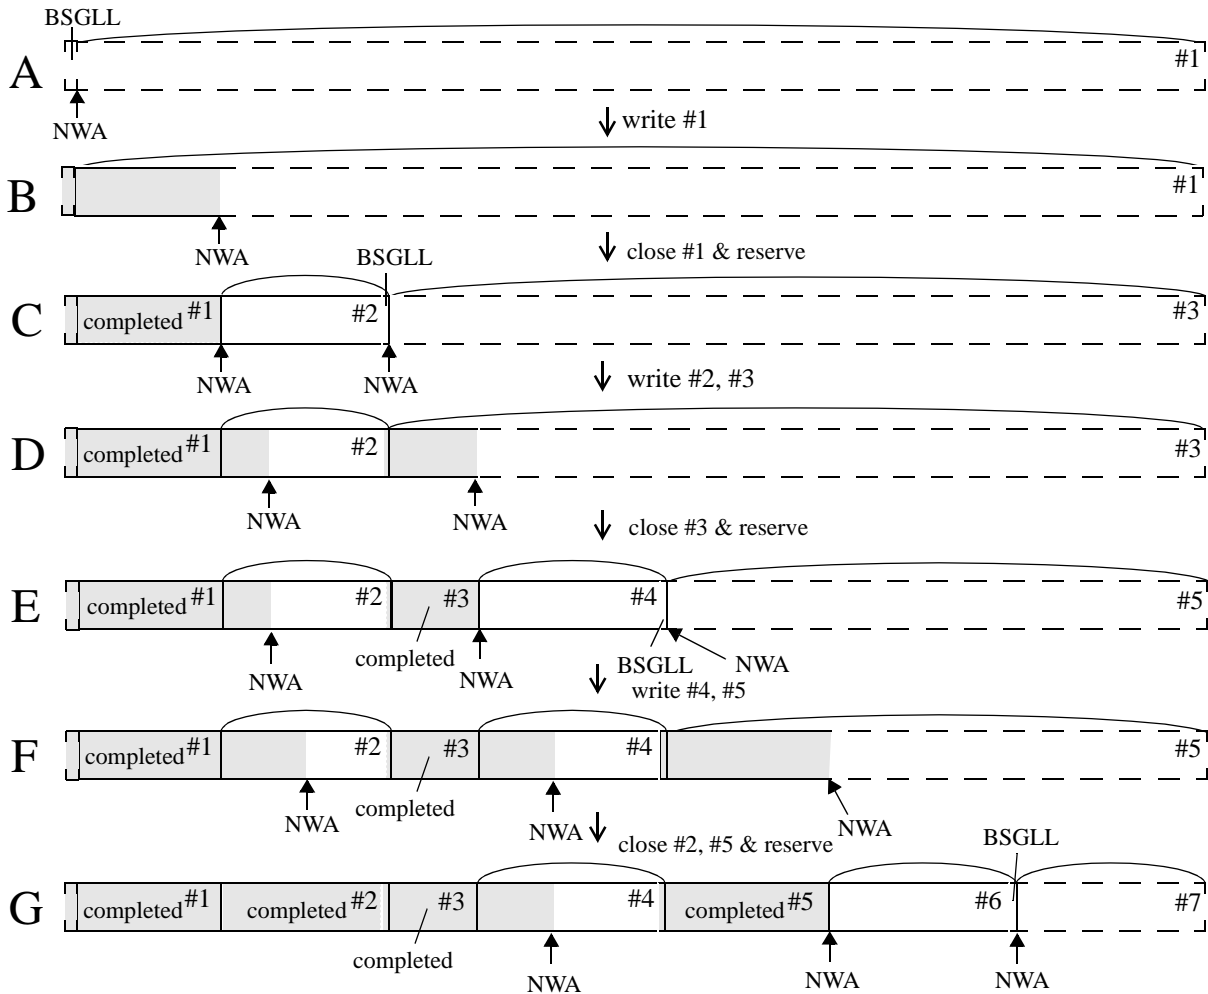 BSGLL
A
#1
NWA
write #1
B
#1
NWA
close #1 & reserve
BSGLL
C
completed #1
#2
#3
NWA
NWA
write #2, #3
D
completed #1
#2
#3
NWA
NWA
close #3 & reserve
E
completed #1
#2
#3
#4
#5
completed
NWA
NWA
BSGLL
NWA
write #4, #5
F
completed #1
#2
#3
#4
#5
completed
NWA
NWA
NWA
close #2, #5 & reserve
BSGLL
G
completed #1
completed #2
#3
#4
completed #5
#6
#7
completed
NWA
NWA
NWA